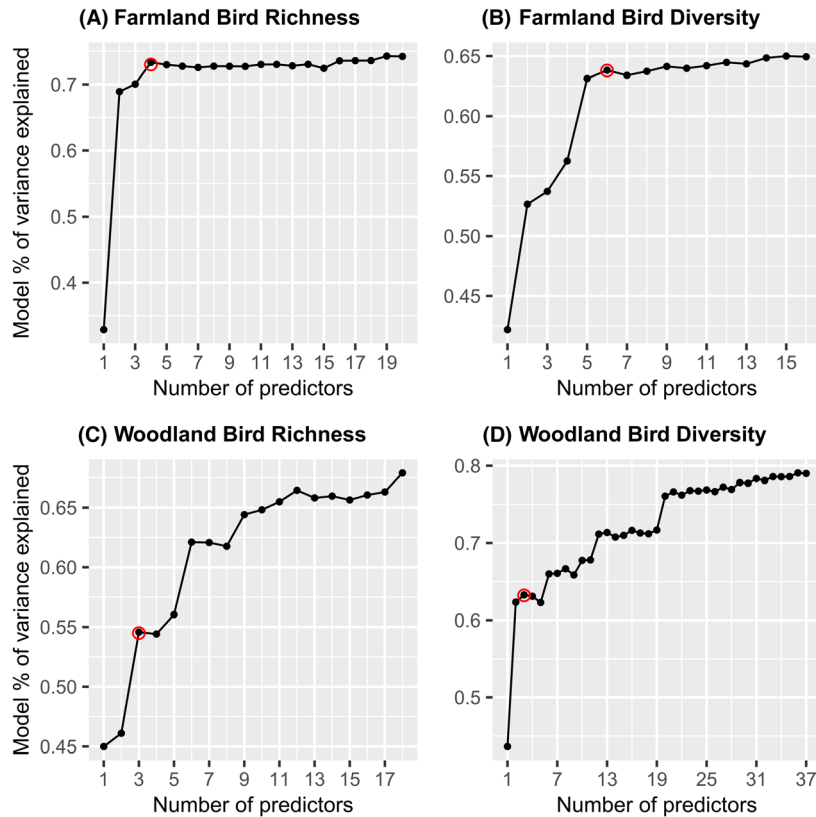 (A) Farmland Bird Richness
Model % of variance explained
0.7
0.6
0.5
0.4
1 3 5 7 9 11 13 15 17 19
Number of predictors
(B) Farmland Bird Diversity
0.65
0.60
0.55
0.50
0.45
1 3 5 7 9 11 13 15
Number of predictors
(C) Woodland Bird Richness
Model % of variance explained
0.65
0.60
0.55
0.50
0.45
1 3 5 7 9 11 13 15 17
Number of predictors
(D) Woodland Bird Diversity
0.8
0.7
0.6
0.5
1 7 13 19 25 31 37
Number of predictors